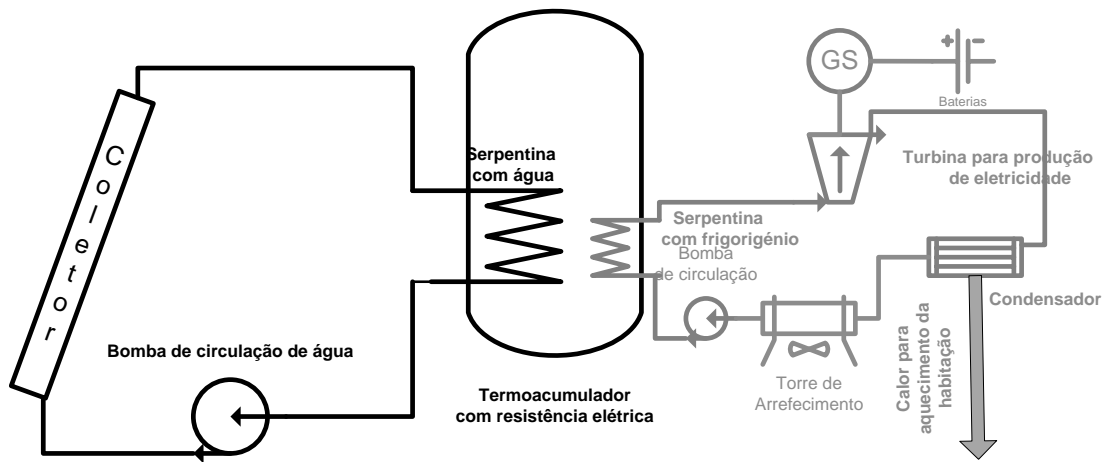 Coletor
Serpentina
com água
Bomba de circulação de água
Termoacumulador
com resistência elétrica
GS
+ -
Baterias
Turbina para produção
de eletricidade
Serpentina
com frigorigénio
Bomba
de circulação
Torre de
Arrefecimento
Condensador
Calor para
aquecimento da
habitação